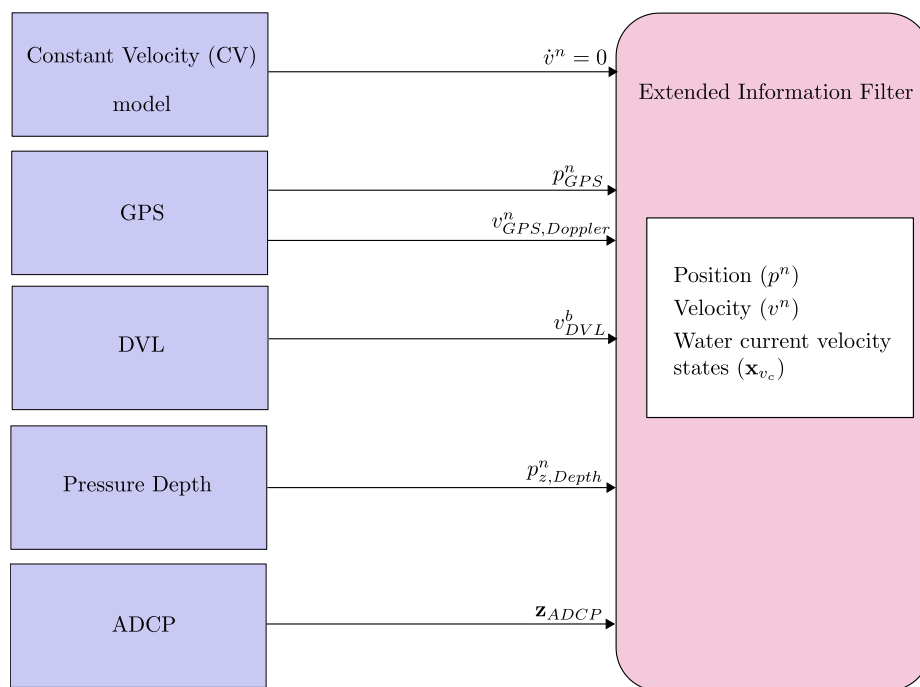 Constant Velocity (CV)
model
v̇ⁿ = 0
Extended Information Filter
GPS
pⁿ_GPS
vⁿ_GPS,Doppler
Position (pⁿ)
Velocity (vⁿ)
Water current velocity
states (𝐱_v_c)
DVL
vᵇ_DVL
Pressure Depth
pⁿ_z,Depth
ADCP
𝐳_ADCP